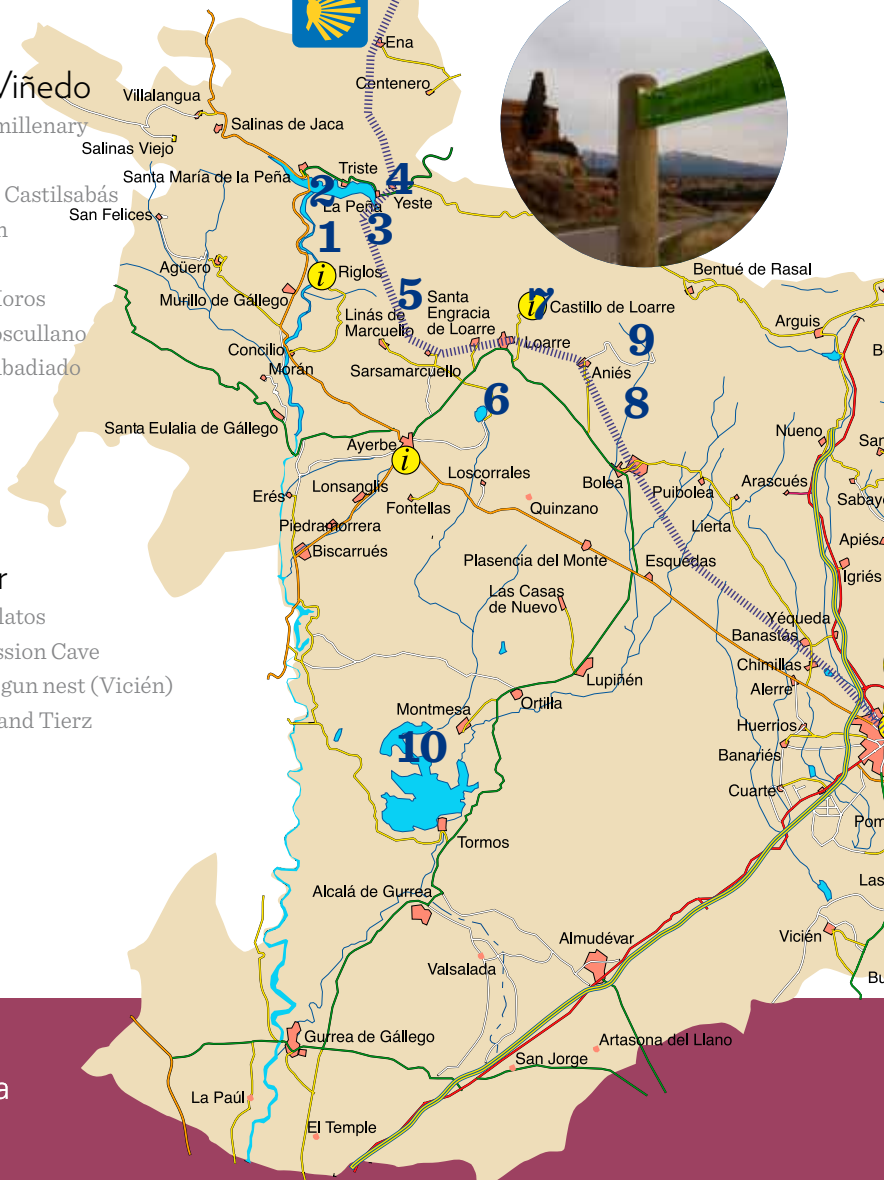 Viñedo
millenary
Castilsabás
Ena
Centenero
Villalangua
Salinas de Jaca
Salinas Viejo
Santa María de la Peña
Triste
4
2
La Peña
Yeste
San Felices
3
1
Agüero
i
Riglos
Bentué de Rasal
Murillo de Gállego
5
Santa
Engracia
de Loarre
i
7
Castillo de Loarre
Linás de
Marcuello
Arguis
oscullano
9
Concilio
Loarre
Sarsamarcuello
Morán
Aniés
6
8
Santa Eulalia de Gállego
Ayerbe
i
Nueno
Loscorrales
Bolea
Puibolea
Arascués
Erés
Lonsanglis
Fontellas
Quinzano
Lierta
Piedramorrera
Apiés
Biscarrués
Plasencia del Monte
Esquedas
Igriés
Las Casas
de Nuevo
latos
Yéqueda
Banastás
ssion Cave
Chimillas
gun nest (Vicién)
Lupiñén
Alerre
Ortilla
Montmesa
and Tierz
Huerrios
10
Banariés
Cuarte
Pom
Tormos
Las
Alcalá de Gurrea
Almudévar
Vicién
Valsalada
Bu
Gurrea de Gállego
Artasona del Llano
San Jorge
a
La Paúl
El Temple